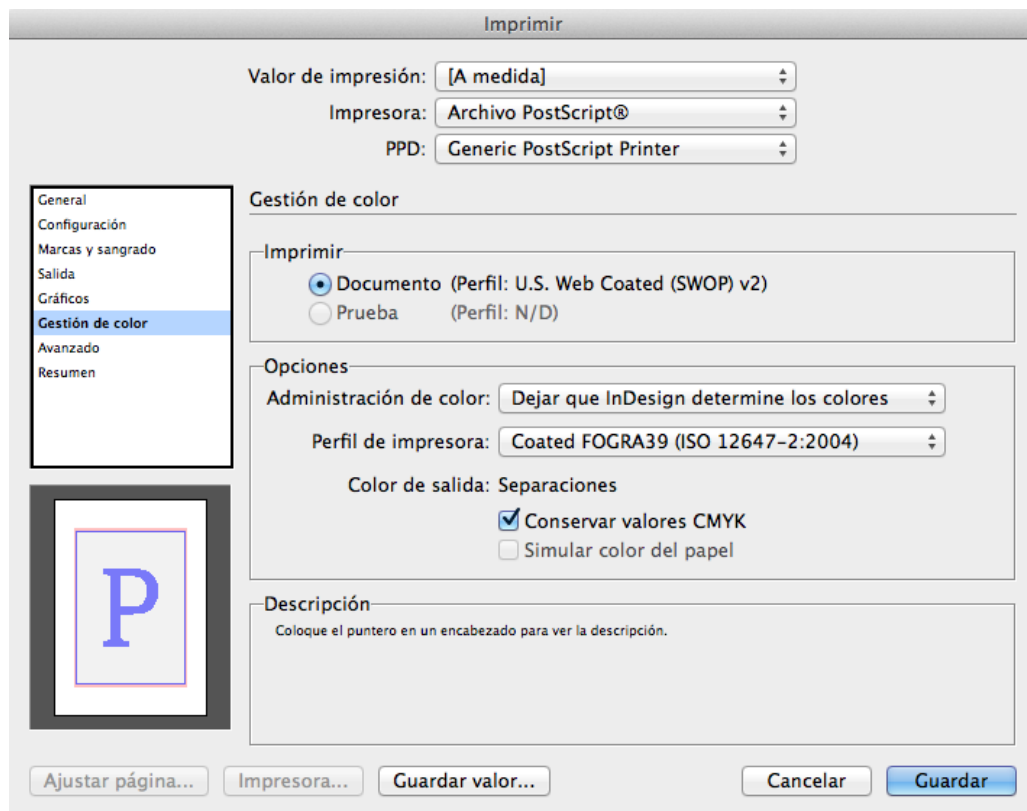 Imprimir
Valor de impresión: [A medida]
Impresora: Archivo PostScript®
PPD: Generic PostScript Printer
General
Configuración
Marcas y sangrado
Salida
Gráficos
Gestión de color
Avanzado
Resumen
Gestión de color
Imprimir
Documento (Perfil: U.S. Web Coated (SWOP) v2)
Prueba (Perfil: N/D)
Opciones
Administración de color: Dejar que InDesign determine los colores
Perfil de impresora: Coated FOGRA39 (ISO 12647-2:2004)
Color de salida: Separaciones
Conservar valores CMYK
Simular color del papel
P
Descripción
Coloque el puntero en un encabezado para ver la descripción.
Ajustar página... Impresora... Guardar valor... Cancelar Guardar